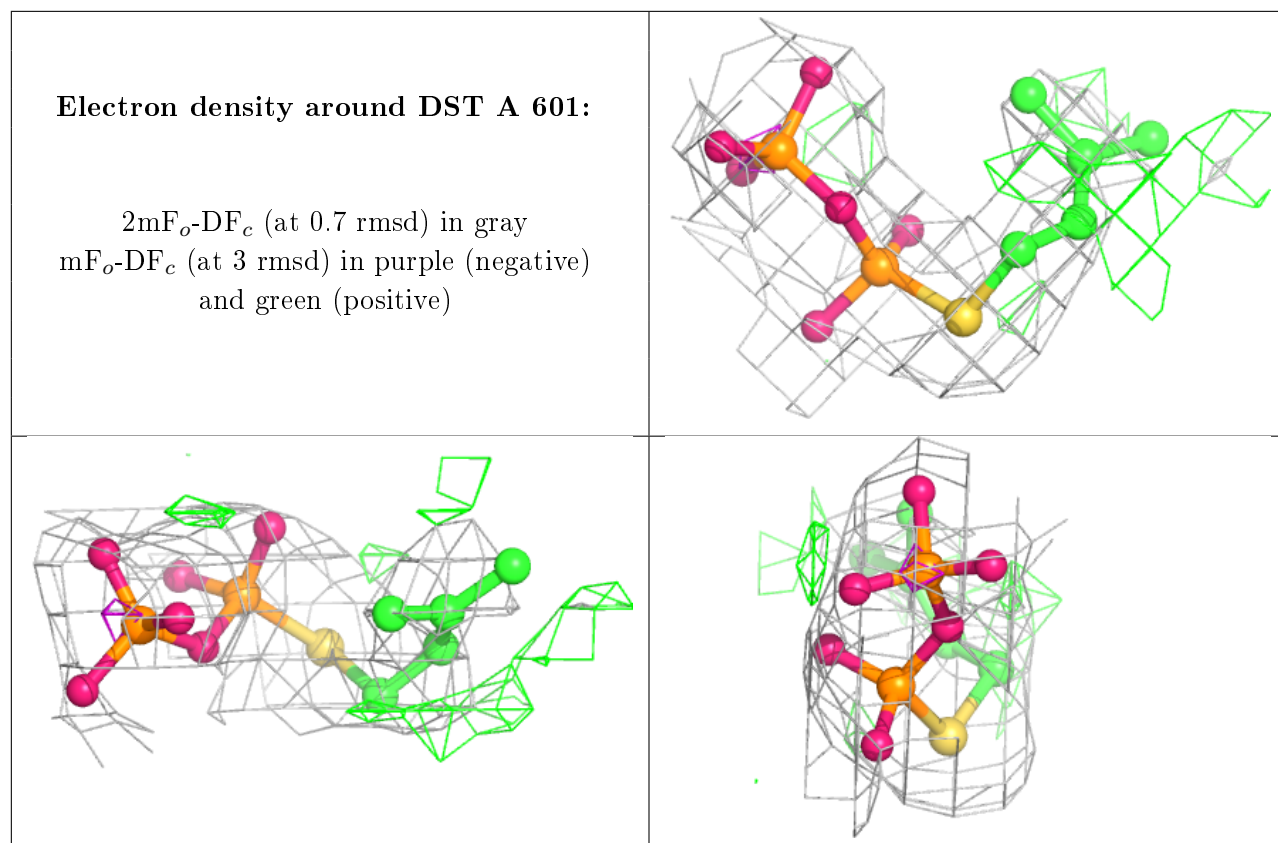 Electron density around DST A 601:
2mFo-DFc (at 0.7 rmsd) in gray
mFo-DFc (at 3 rmsd) in purple (negative)
and green (positive)